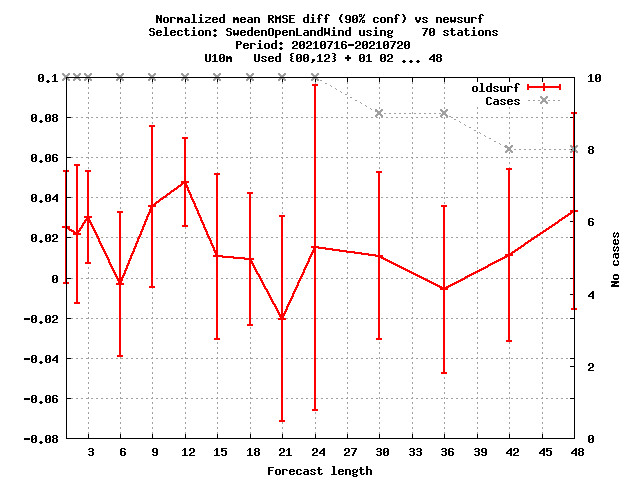 Normalized mean RMSE diff (90% conf) vs newsurf
Selection: SwedenOpenLandWind using    70 stations
Period: 20210716-20210720
U10m   Used {00,12} + 01 02 ... 48
oldsurf
Cases
0.1
0.08
0.06
0.04
0.02
0
-0.02
-0.04
-0.06
-0.08
10
8
6
4
2
0
No cases
3 6 9 12 15 18 21 24 27 30 33 36 39 42 45 48
Forecast length